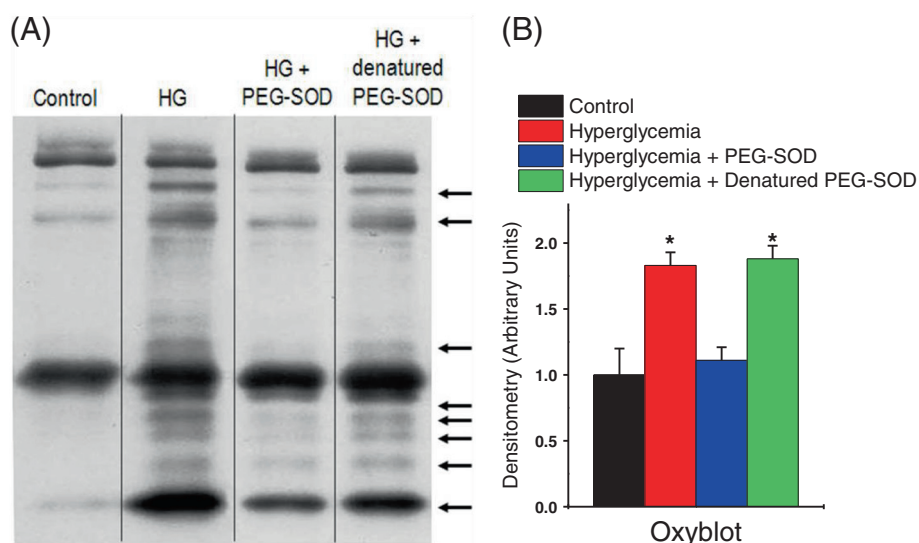 (A)
Control
HG
HG +
PEG-SOD
HG +
denatured
PEG-SOD
(B)
Control
Hyperglycemia
Hyperglycemia + PEG-SOD
Hyperglycemia + Denatured PEG-SOD
Densitometry (Arbitrary Units)
2.0
1.5
1.0
0.5
0.0
*
*
Oxyblot